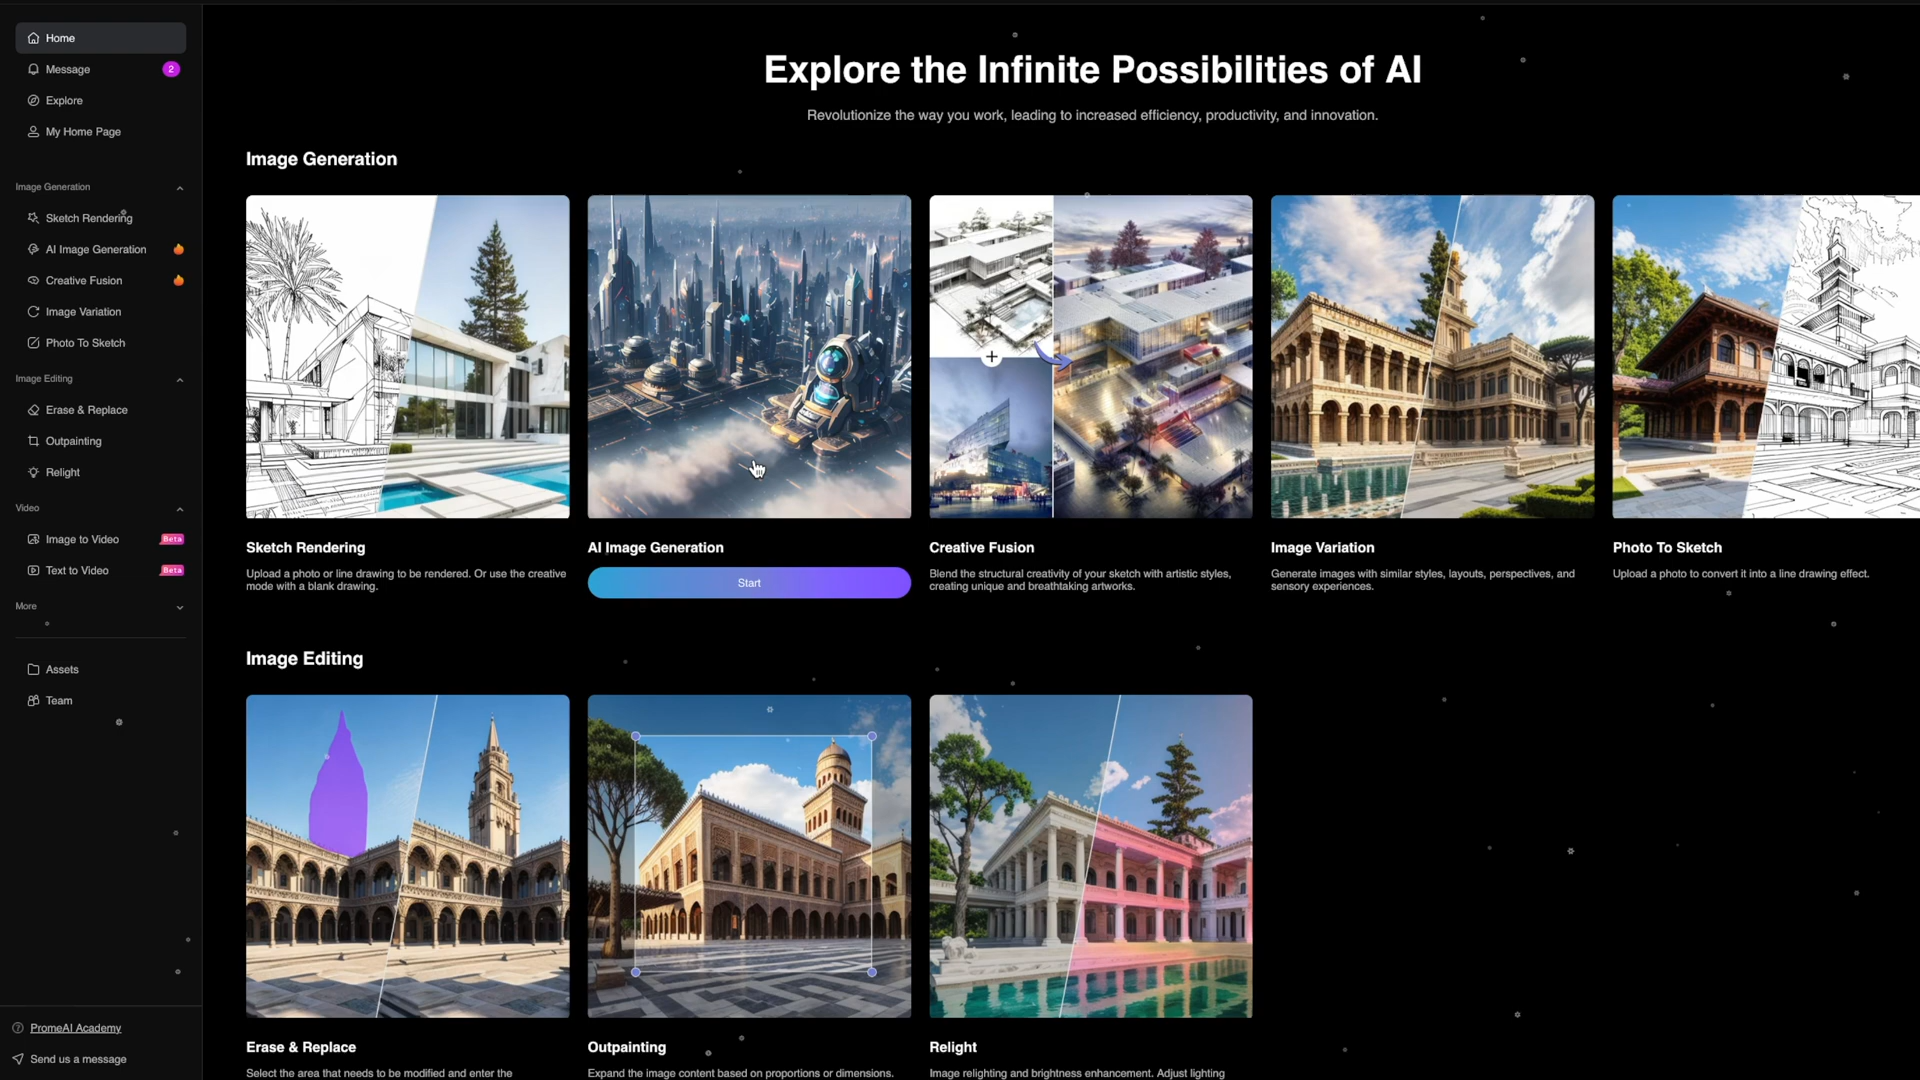 Home
Message
2
Explore
My Home Page
Image Generation
Sketch Rendering
AI Image Generation
Creative Fusion
Image Variation
Photo To Sketch
Image Editing
Erase & Replace
Outpainting
Relight
Video
Image to Video
Beta
Text to Video
Beta
More
Assets
Team
PromeAI Academy
Send us a message
Explore the Infinite Possibilities of AI
Revolutionize the way you work, leading to increased efficiency, productivity, and innovation.
Image Generation
Sketch Rendering
Upload a photo or line drawing to be rendered. Or use the creative
mode with a blank drawing.
AI Image Generation
Start
Creative Fusion
Blend the structural creativity of your sketch with artistic styles,
creating unique and breathtaking artworks.
Image Variation
Generate images with similar styles, layouts, perspectives, and
sensory experiences.
Photo To Sketch
Upload a photo to convert it into a line drawing effect.
Image Editing
Erase & Replace
Select the area that needs to be modified and enter the
Outpainting
Expand the image content based on proportions or dimensions.
Relight
Image relighting and brightness enhancement. Adjust lighting